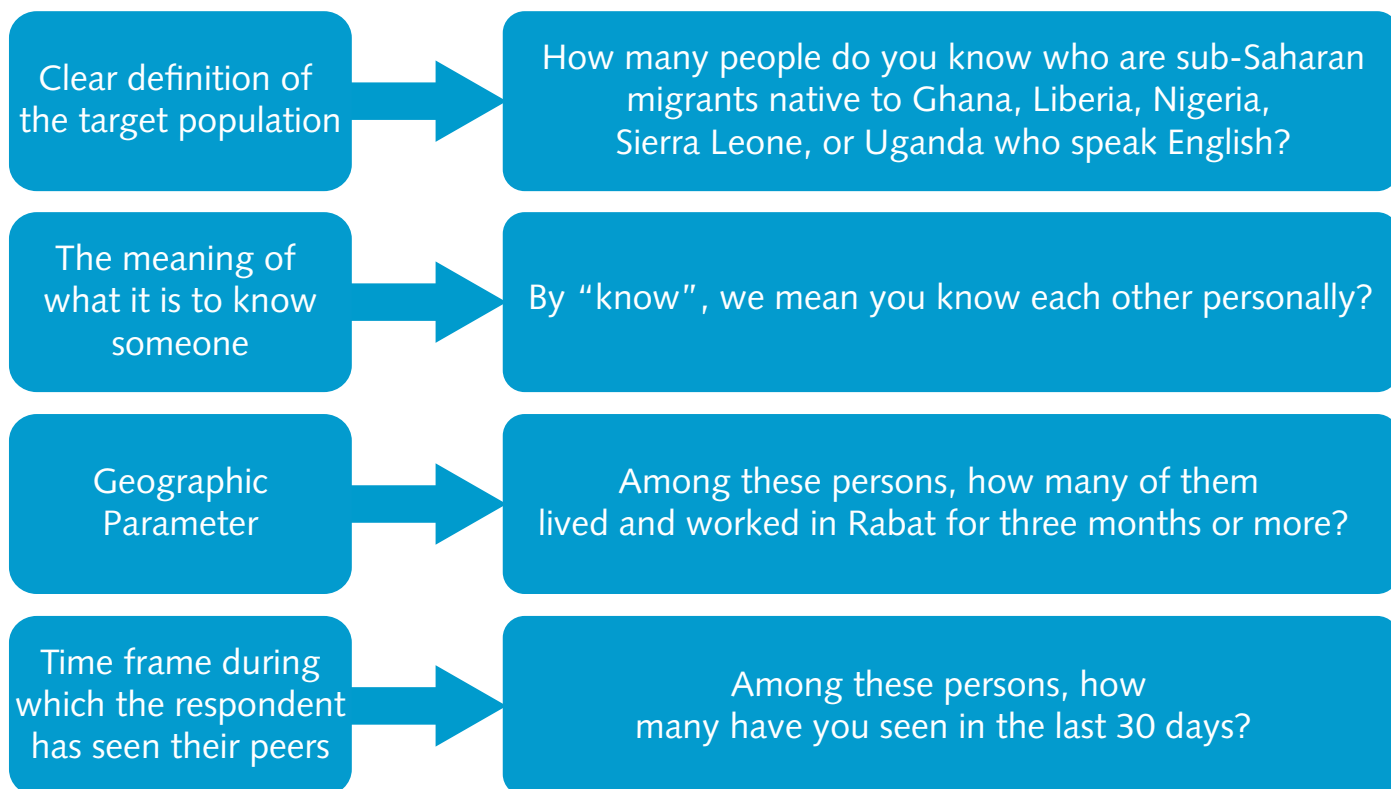 Clear definition of
the target population
How many people do you know who are sub-Saharan
migrants native to Ghana, Liberia, Nigeria,
Sierra Leone, or Uganda who speak English?
The meaning of
what it is to know
someone
By “know”, we mean you know each other personally?
Geographic
Parameter
Among these persons, how many of them
lived and worked in Rabat for three months or more?
Time frame during
which the respondent
has seen their peers
Among these persons, how
many have you seen in the last 30 days?